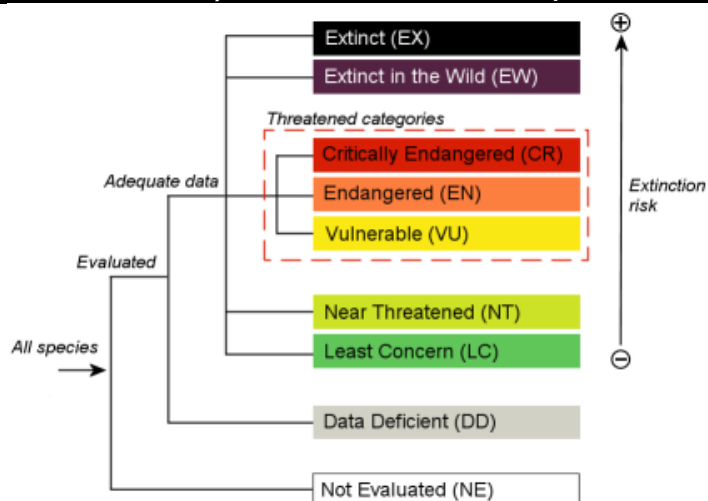 Extinct (EX)
Extinct in the Wild (EW)
Threatened categories
Critically Endangered (CR)
Adequate data
Endangered (EN)
Extinction
risk
Vulnerable (VU)
Evaluated
Near Threatened (NT)
All species
Least Concern (LC)
Data Deficient (DD)
Not Evaluated (NE)